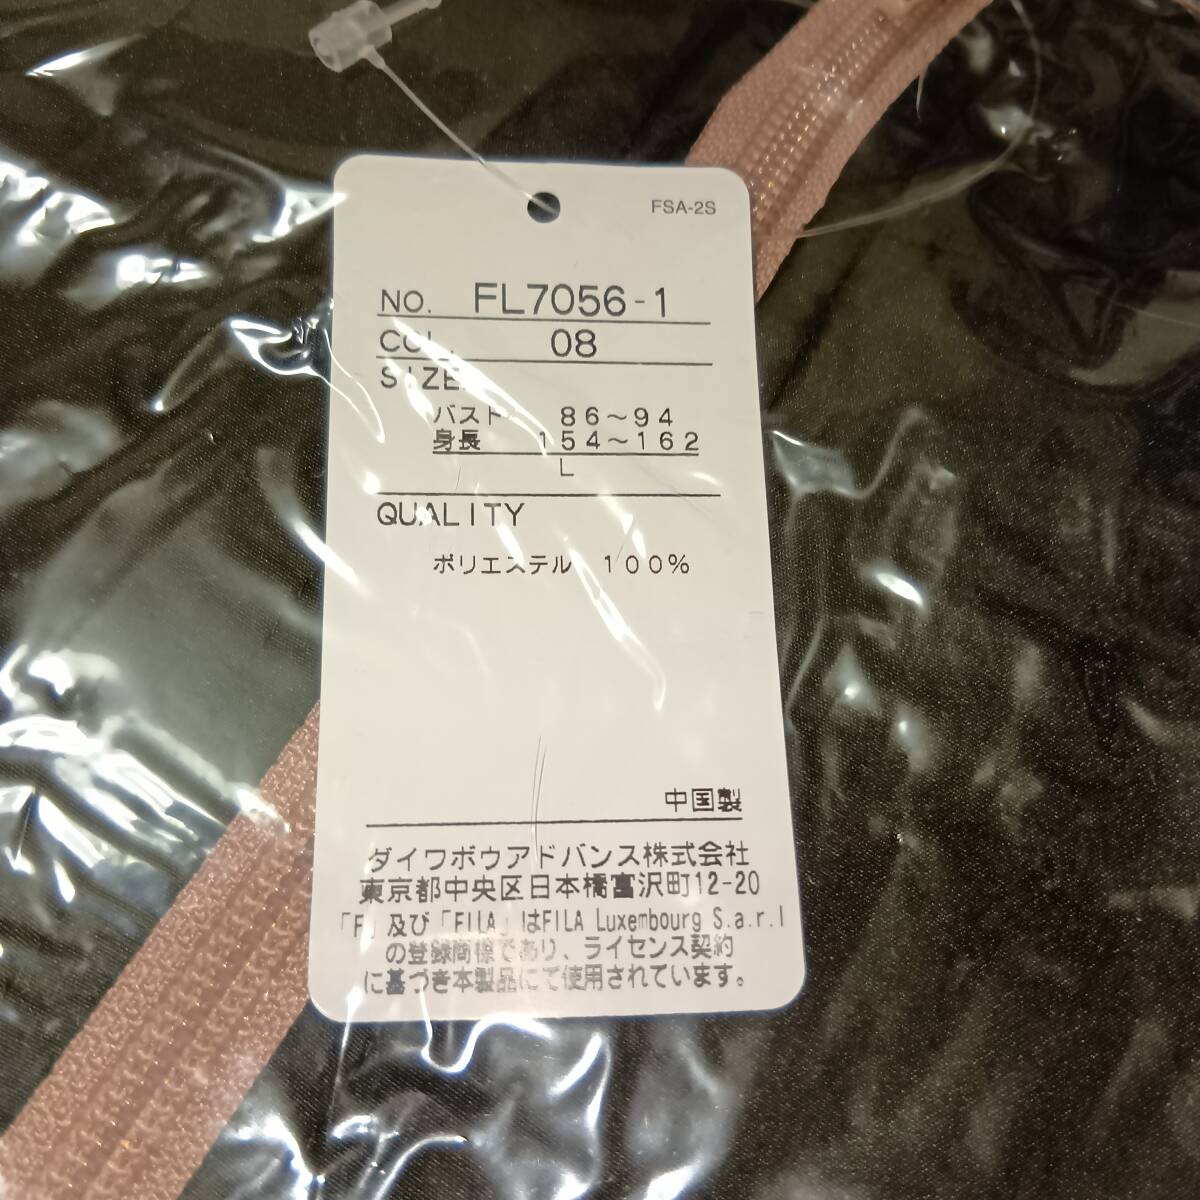 FSA-2S
NO. FL7056-1
COL. 08
SIZE
バスト 86～94
身長 154～162
L
QUALITY
ポリエステル 100%
中国製
ダイワボウアドバンス株式会社
東京都中央区日本橋富沢町12-20
「F」及び「FILA」はFILA Luxembourg S.a.r.l
の登録商標であり、ライセンス契約
に基づき本製品にて使用されています。